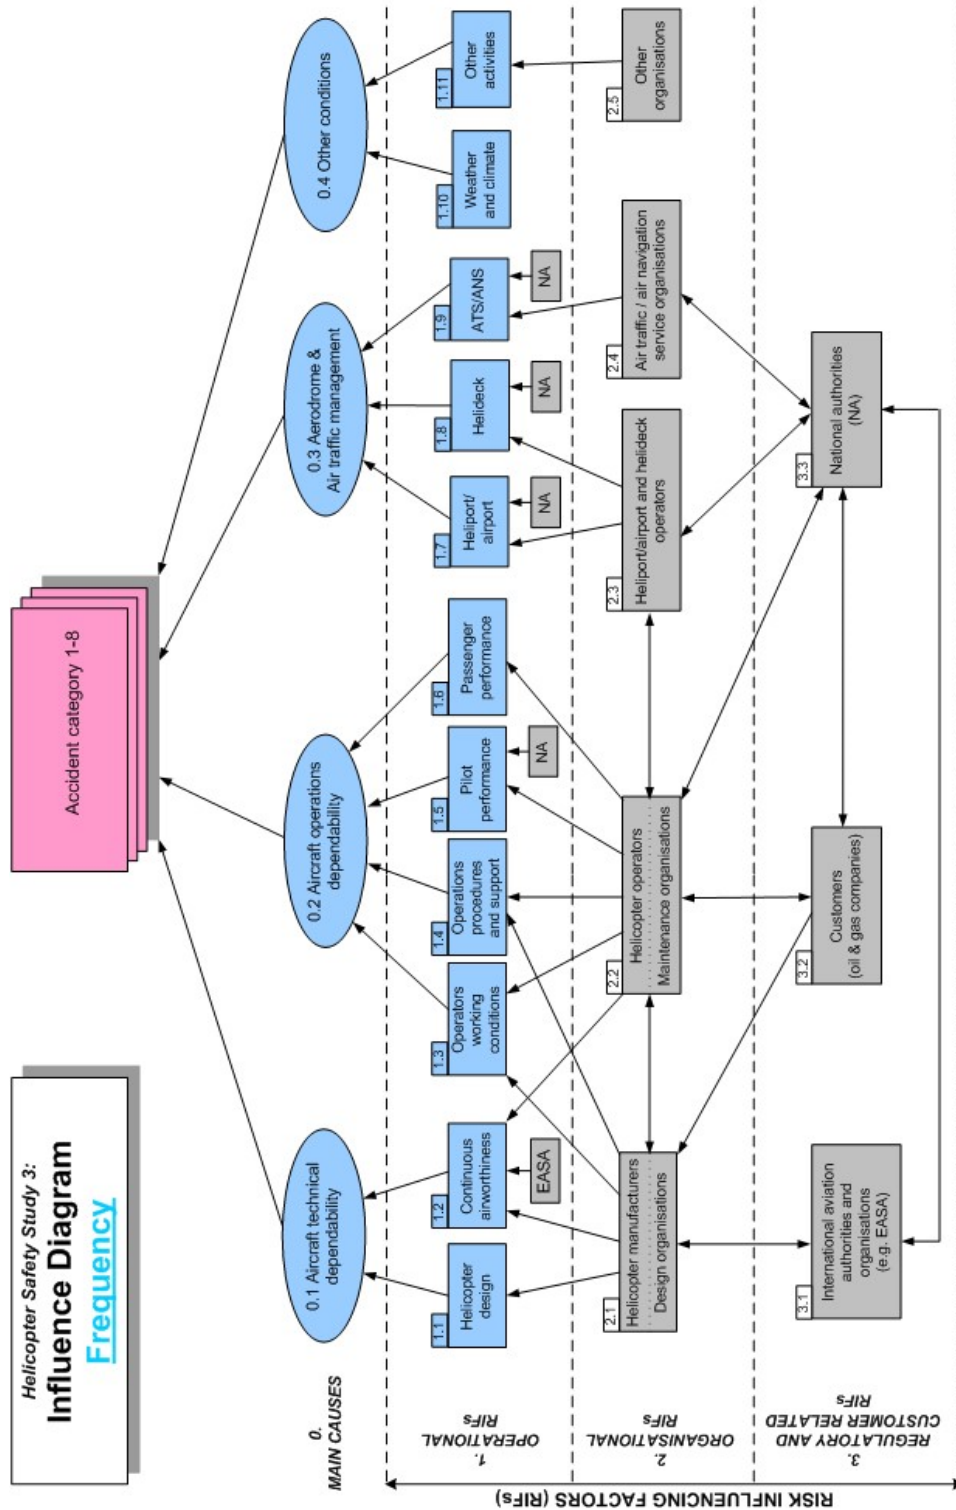 Helicopter Safety Study 3:
Influence Diagram
Frequency
Accident category 1-8
0.
MAIN CAUSES
0.1 Aircraft technical
dependability
0.2 Aircraft operations
dependability
0.3 Aerodrome &
Air traffic management
0.4 Other conditions
RISK INFLUENCING FACTORS (RIFs)
1.
OPERATIONAL
RIFs
1.1
Helicopter
design
1.2
Continuous
airworthiness
EASA
1.3
Operators
working
conditions
1.4
Operations
procedures
and support
1.5
Pilot
performance
NA
1.6
Passenger
performance
1.7
Heliport/
airport
NA
1.8
Helideck
NA
1.9
ATS/ANS
NA
1.10
Weather
and climate
1.11
Other
activities
2.
ORGANISATIONAL
RIFs
2.1
Helicopter manufacturers
Design organisations
2.2
Helicopter operators
Maintenance organisations
2.3
Heliport/airport and helideck
operators
2.4
Air traffic / air navigation
service organisations
2.5
Other
organisations
3.
REGULATORY AND
CUSTOMER RELATED
RIFs
3.1
International aviation
authorities and
organisations
(e.g. EASA)
3.2
Customers
(oil & gas companies)
3.3
National authorities
(NA)